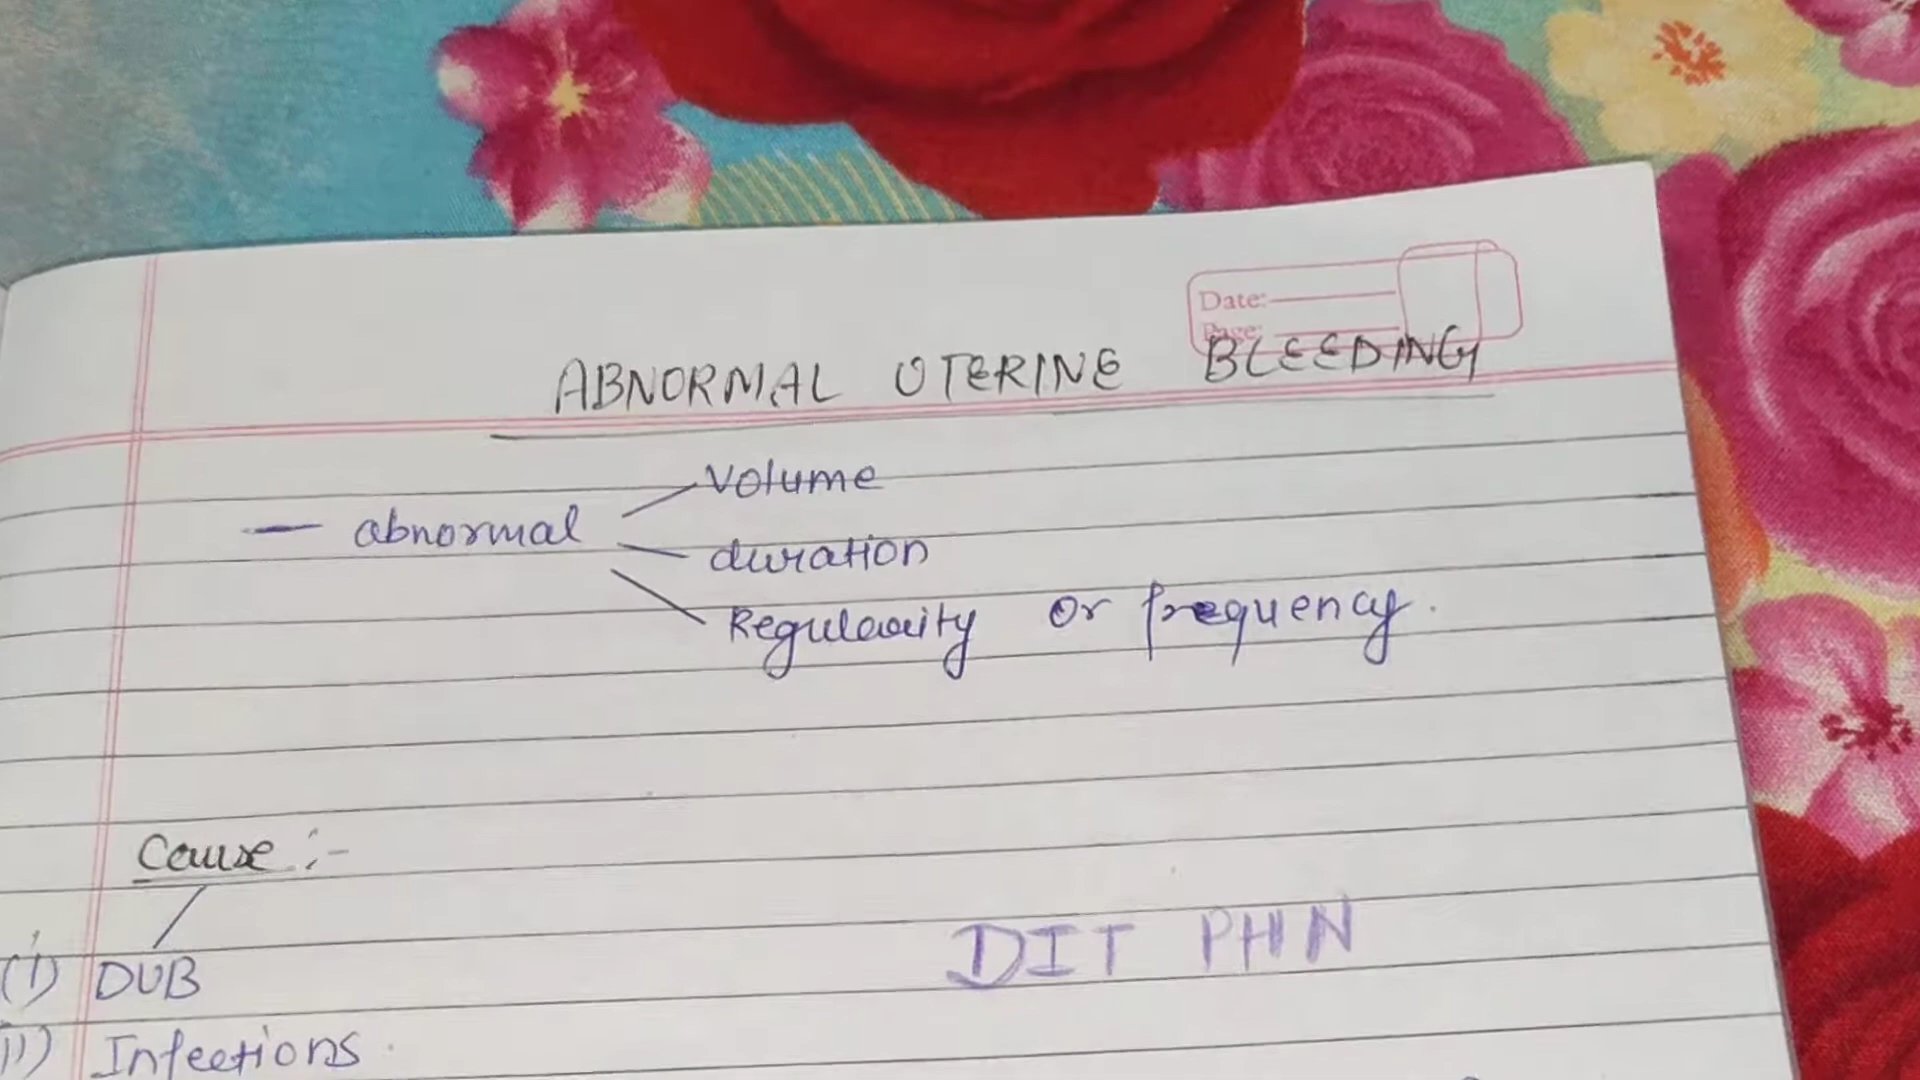 Date:
Page:
ABNORMAL UTERINE BLEEDING
— abnormal
volume
duration
Regularity or frequency.
Cause :-
(i) DUB
DIT PHN
ii) Infections